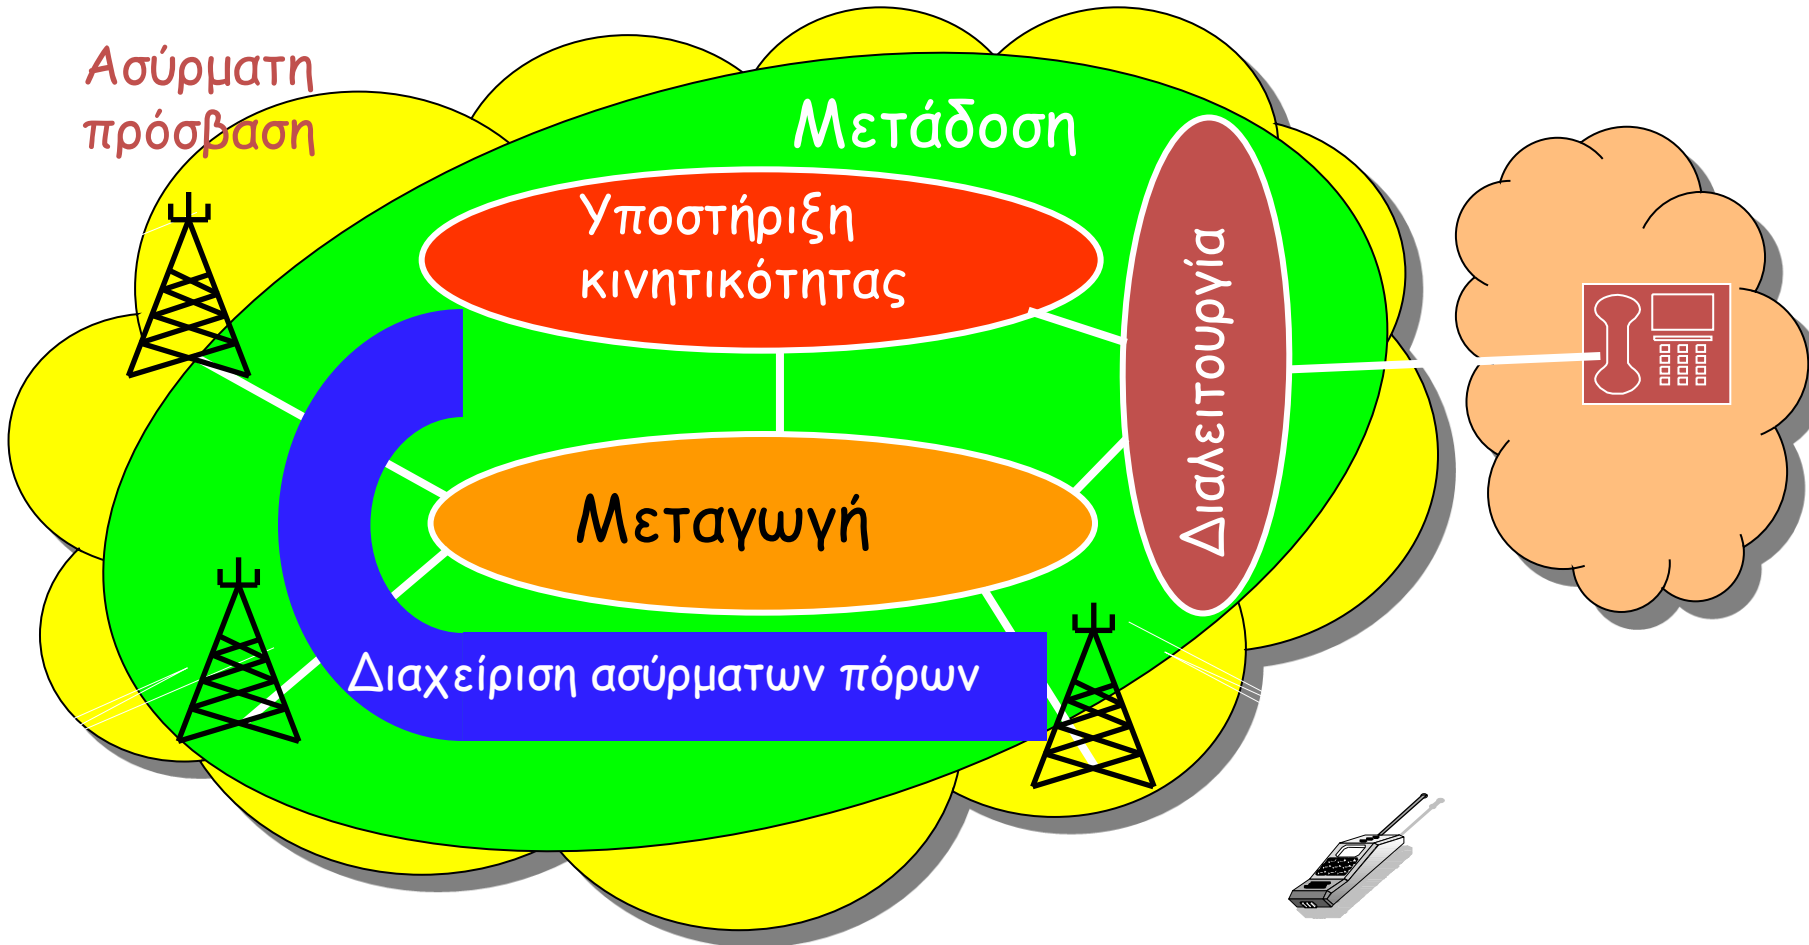 Ασύρματη
πρόσβαση
Μετάδοση
Υποστήριξη
κινητικότητας
Διαλειτουργία
Μεταγωγή
Διαχείριση ασύρματων πόρων